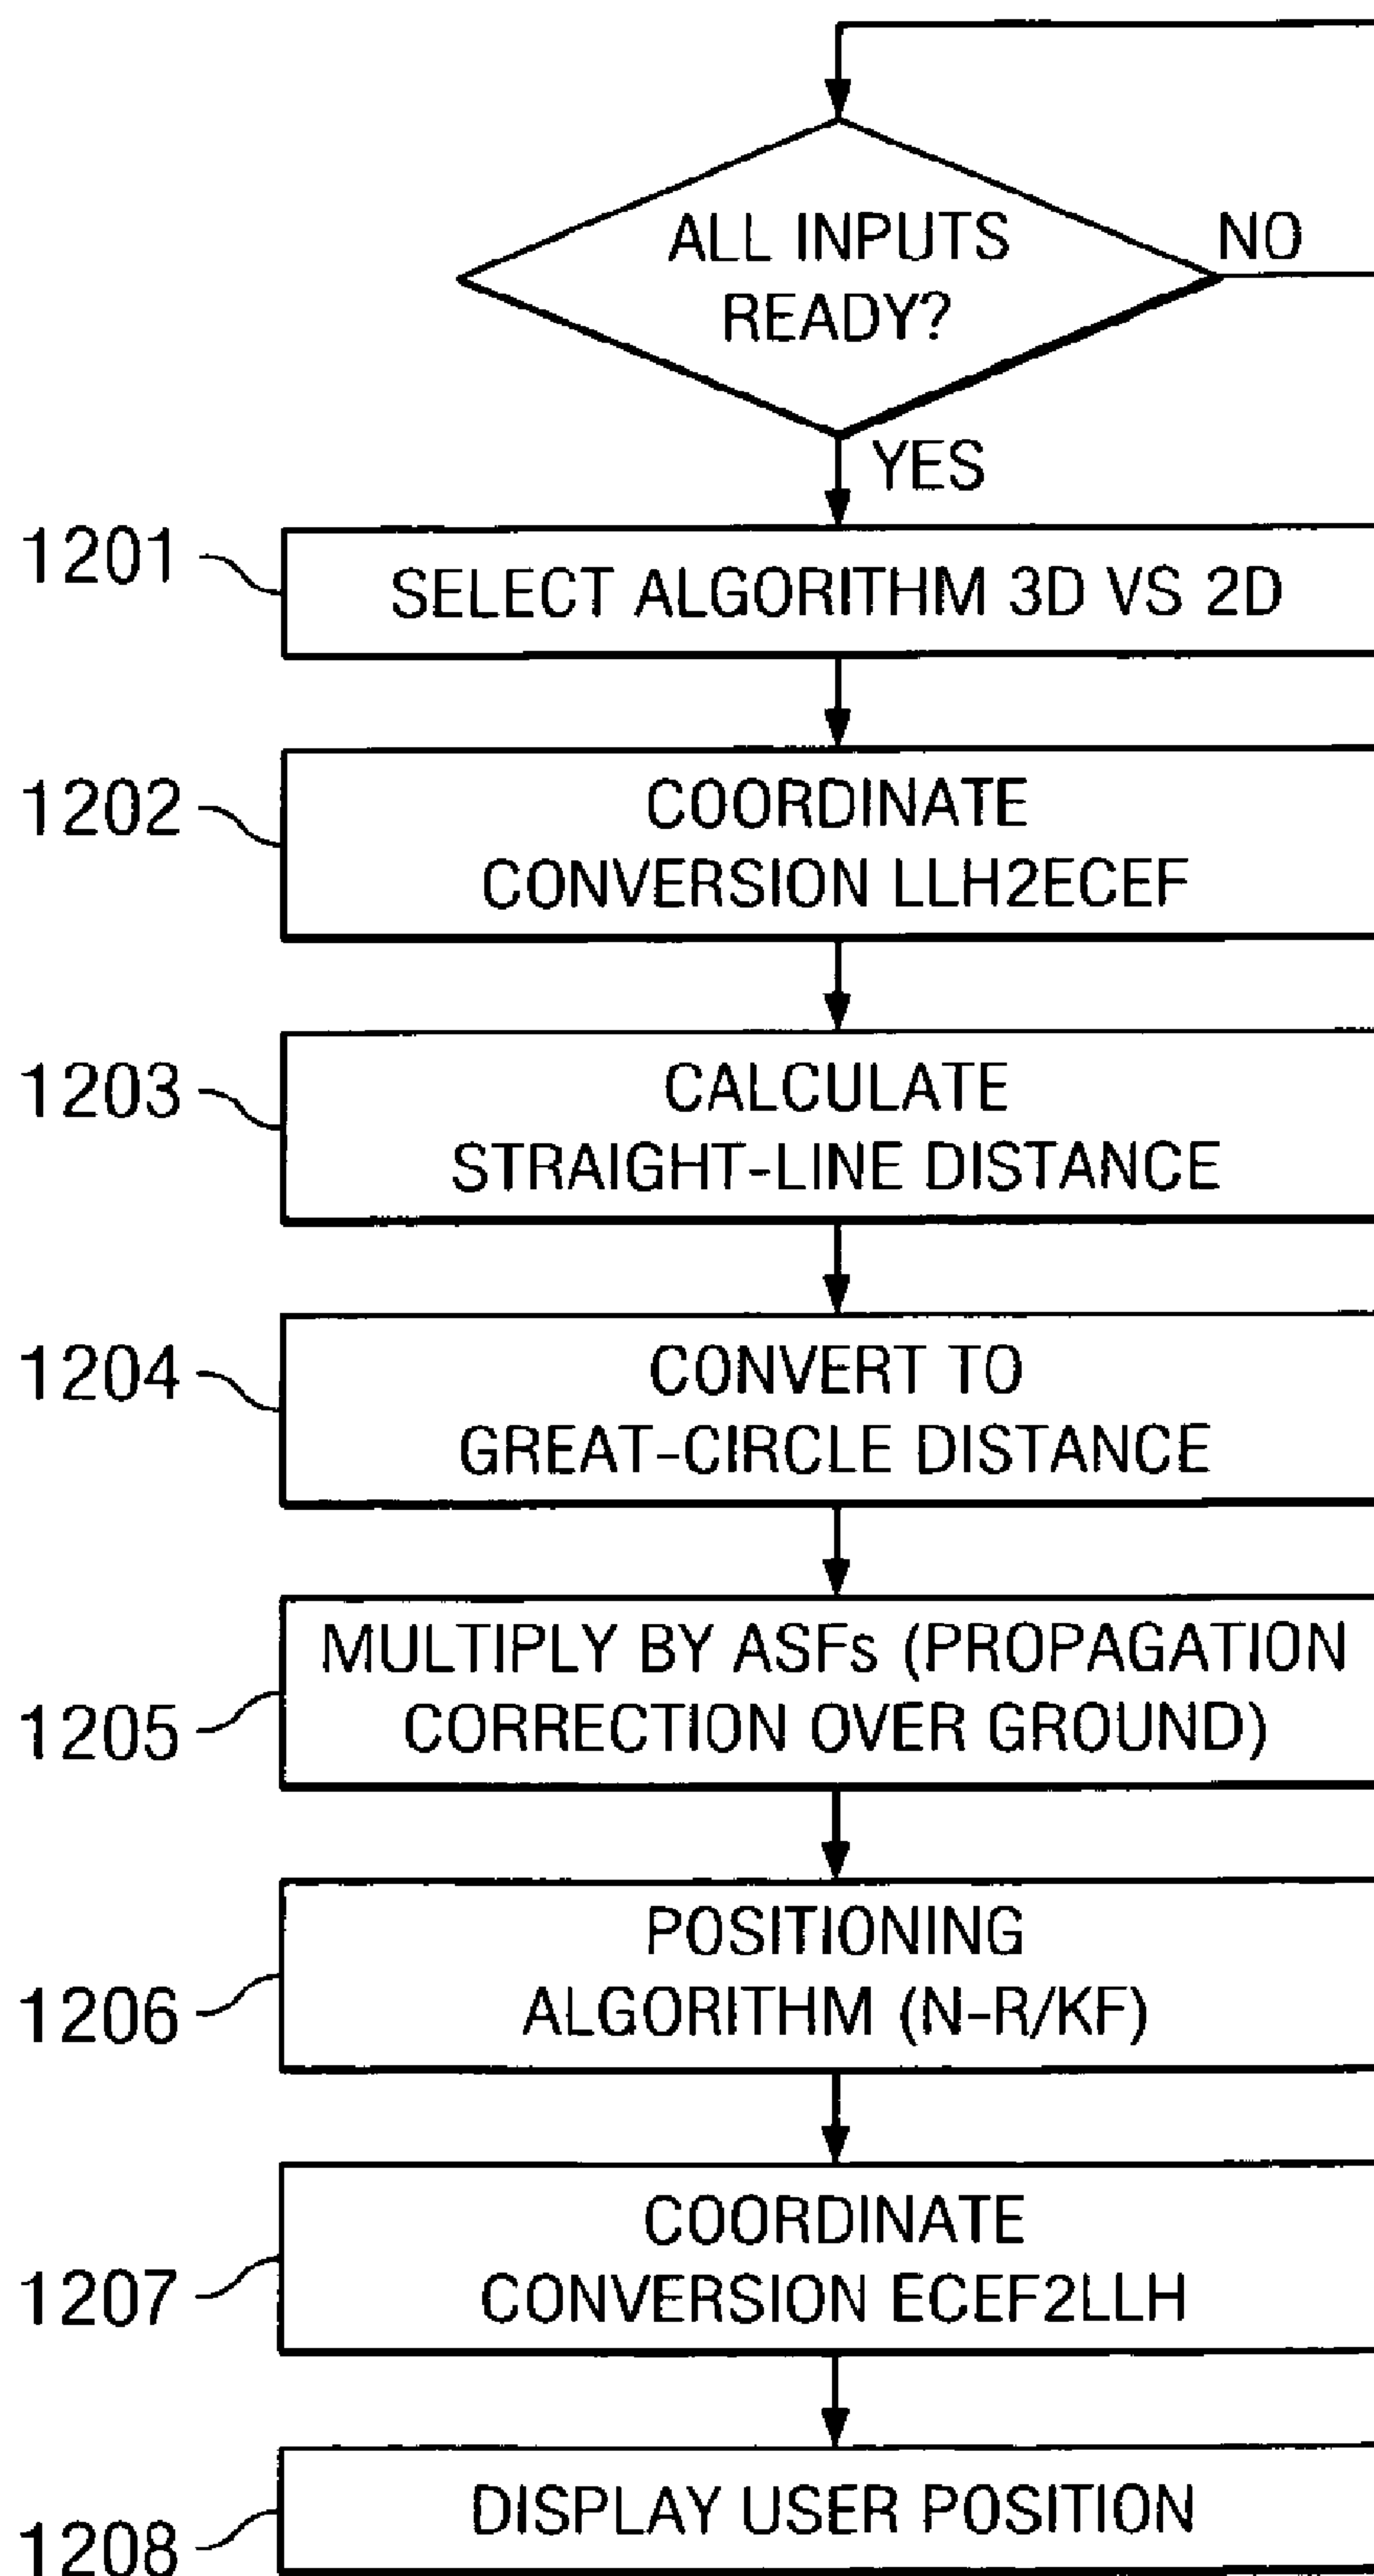 ALL INPUTS
READY?
NO
YES
1201
SELECT ALGORITHM 3D VS 2D
1202
COORDINATE
CONVERSION LLH2ECEF
1203
CALCULATE
STRAIGHT-LINE DISTANCE
1204
CONVERT TO
GREAT-CIRCLE DISTANCE
1205
MULTIPLY BY ASFs (PROPAGATION
CORRECTION OVER GROUND)
1206
POSITIONING
ALGORITHM (N-R/KF)
1207
COORDINATE
CONVERSION ECEF2LLH
1208
DISPLAY USER POSITION